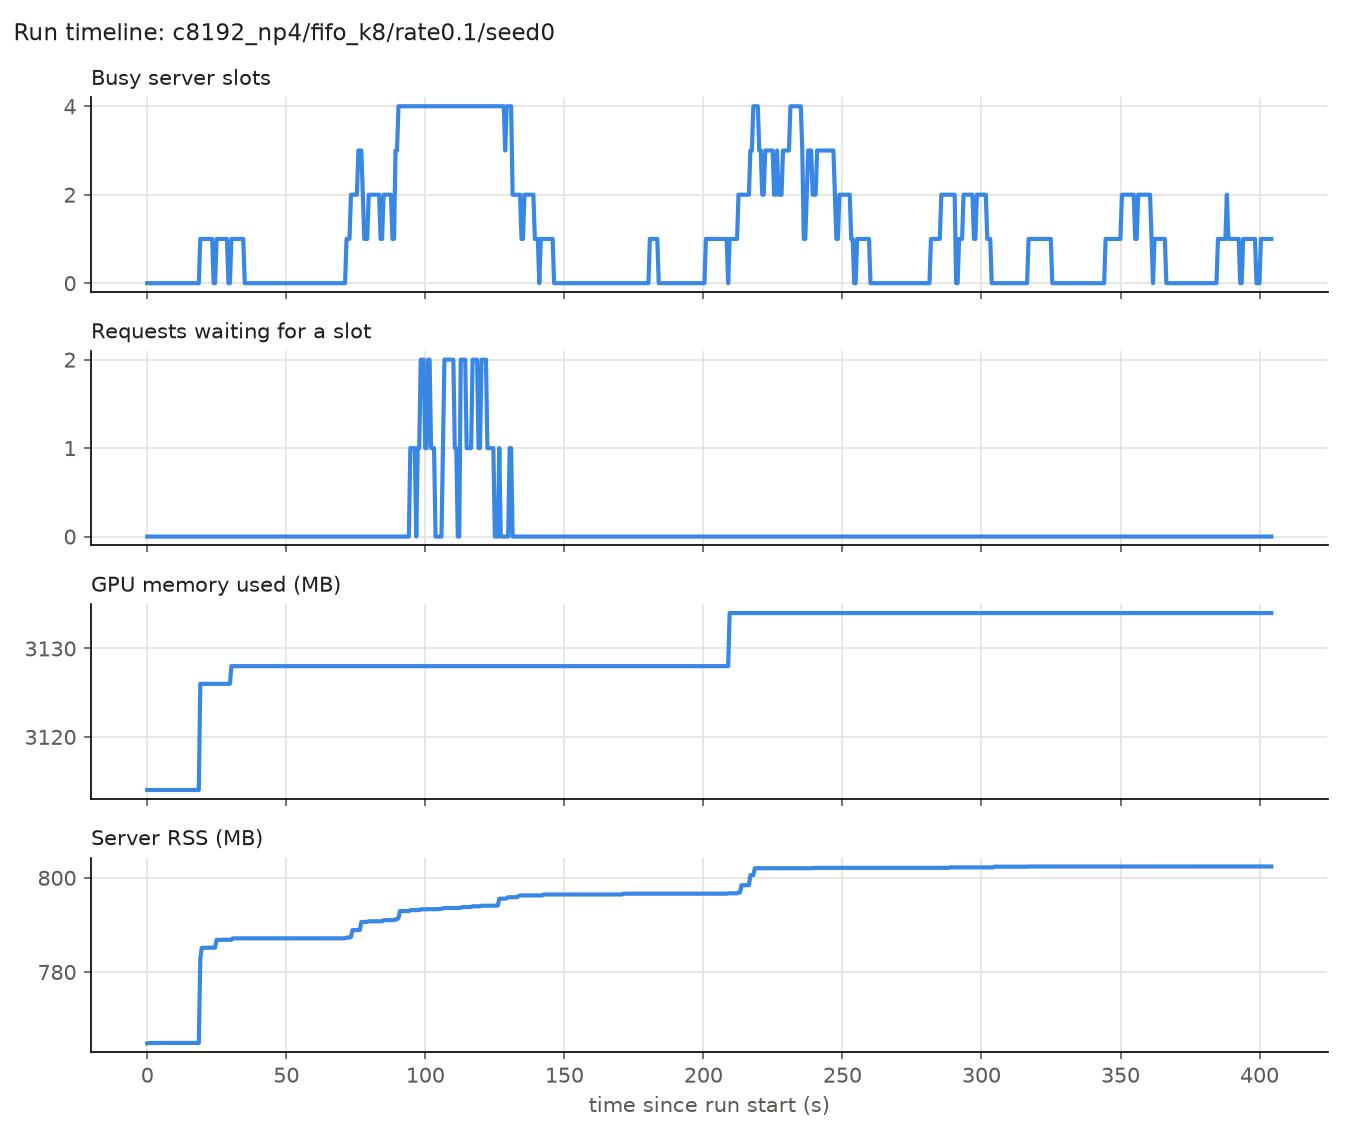 Run timeline: c8192_np4/fifo_k8/rate0.1/seed0
Busy server slots
4
2
0
Requests waiting for a slot
2
1
0
GPU memory used (MB)
3130
3120
Server RSS (MB)
800
780
0 50 100 150 200 250 300 350 400
time since run start (s)